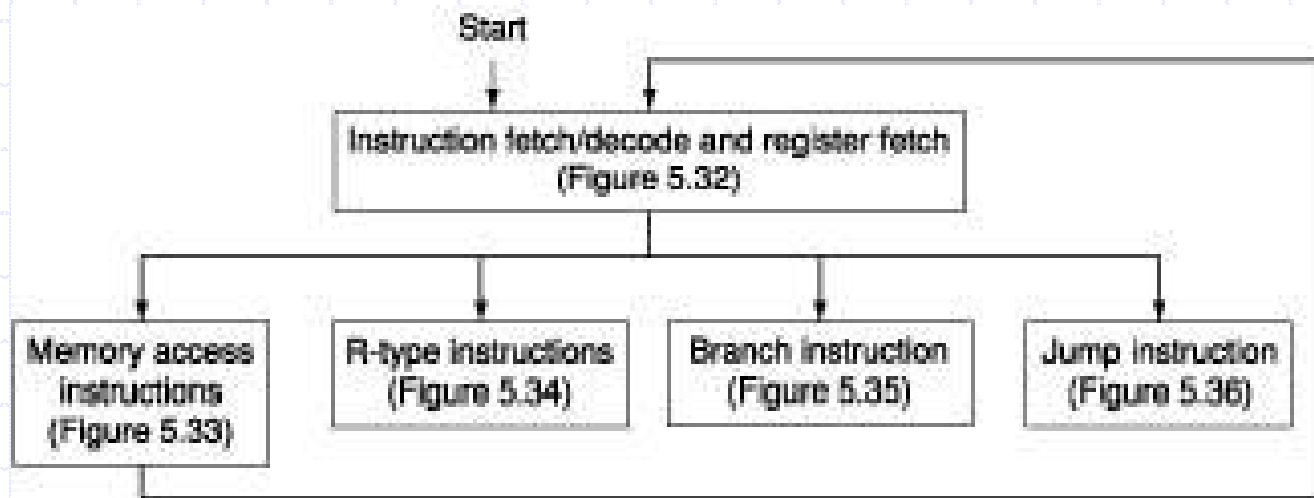 Start
Instruction fetch/decode and register fetch
(Figure 5.32)
Memory access
instructions
(Figure 5.33)
R-type instructions
(Figure 5.34)
Branch instruction
(Figure 5.35)
Jump instruction
(Figure 5.36)